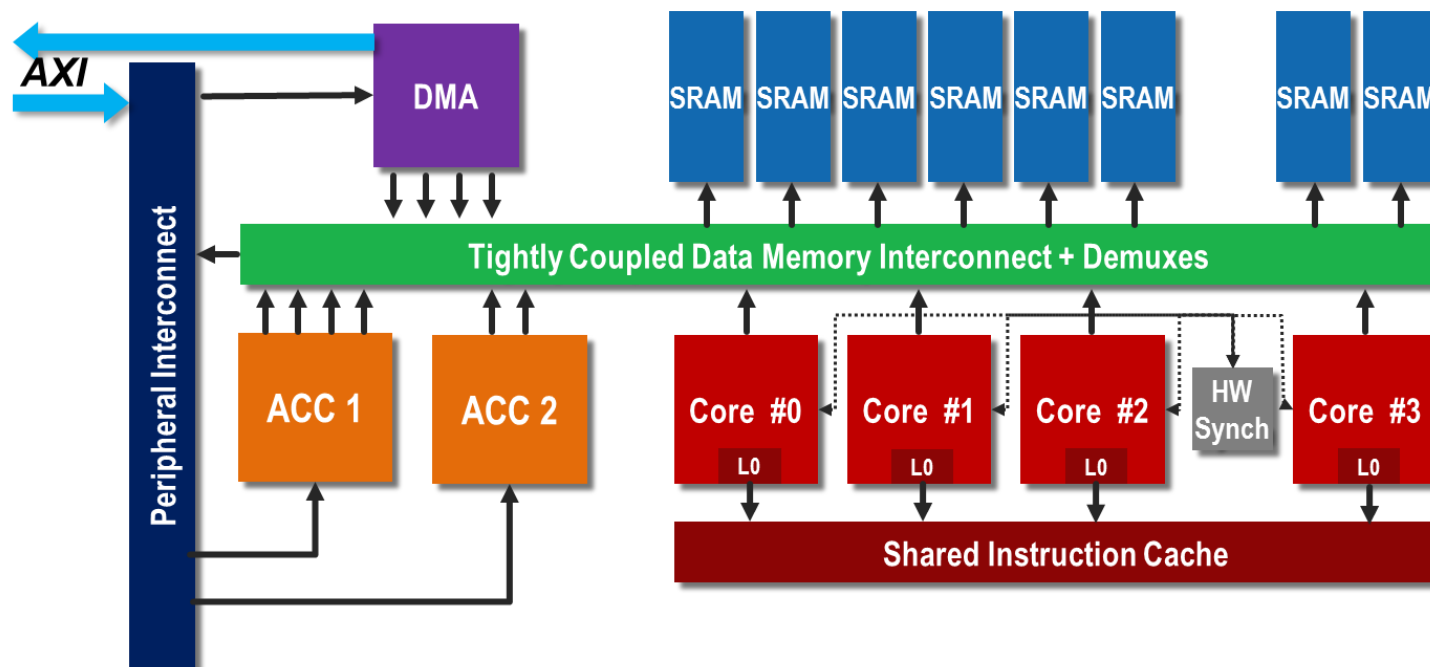 AXI
DMA
SRAM
SRAM
SRAM
SRAM
SRAM
SRAM
SRAM
SRAM
Peripheral Interconnect
Tightly Coupled Data Memory Interconnect + Demuxes
ACC 1
ACC 2
Core #0
L0
Core #1
L0
Core #2
L0
HW
Synch
Core #3
L0
Shared Instruction Cache